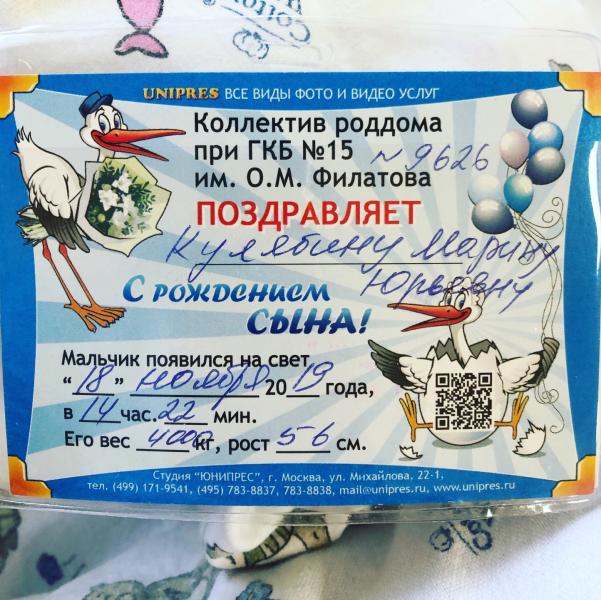 UNIPRES ВСЕ ВИДЫ ФОТО И ВИДЕО УСЛУГ
Коллектив роддома
при ГКБ №15 N 9626
им. О.М. Филатова
ПОЗДРАВЛЯЕТ
Кулябину Марину
Юрьевну
С РОЖДЕНИЕМ
СЫНА!
Мальчик появился на свет
"18" ноября 2019 года,
в 14 час. 22 мин.
Его вес 4000 кг, рост 56 см.
Студия "ЮНИПРЕС", г. Москва, ул. Михайлова, 22-1,
тел. (499) 171-9541, (495) 783-8837, 783-8838, mail@unipres.ru, www.unipres.ru